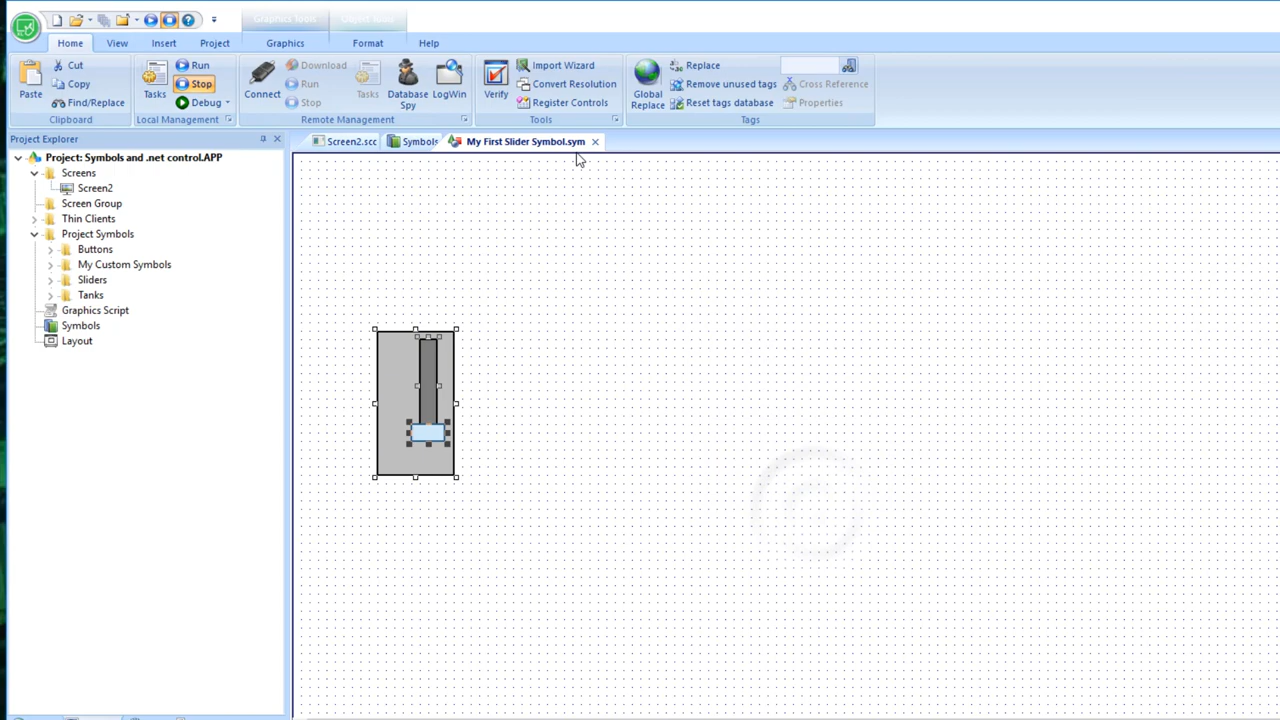 Graphics Tools Object Tools
Home View Insert Project Graphics Format Help
Paste
Cut
Copy
Find/Replace
Clipboard
Tasks
Run
Stop
Debug
Local Management
Connect
Download
Run
Stop
Tasks
Database Spy
LogWin
Remote Management
Verify
Import Wizard
Convert Resolution
Register Controls
Tools
Global Replace
Replace
Remove unused tags
Reset tags database
Cross Reference
Properties
Tags
Project Explorer
Screen2.scc Symbols My First Slider Symbol.sym
Project: Symbols and .net control.APP
Screens
Screen2
Screen Group
Thin Clients
Project Symbols
Buttons
My Custom Symbols
Sliders
Tanks
Graphics Script
Symbols
Layout